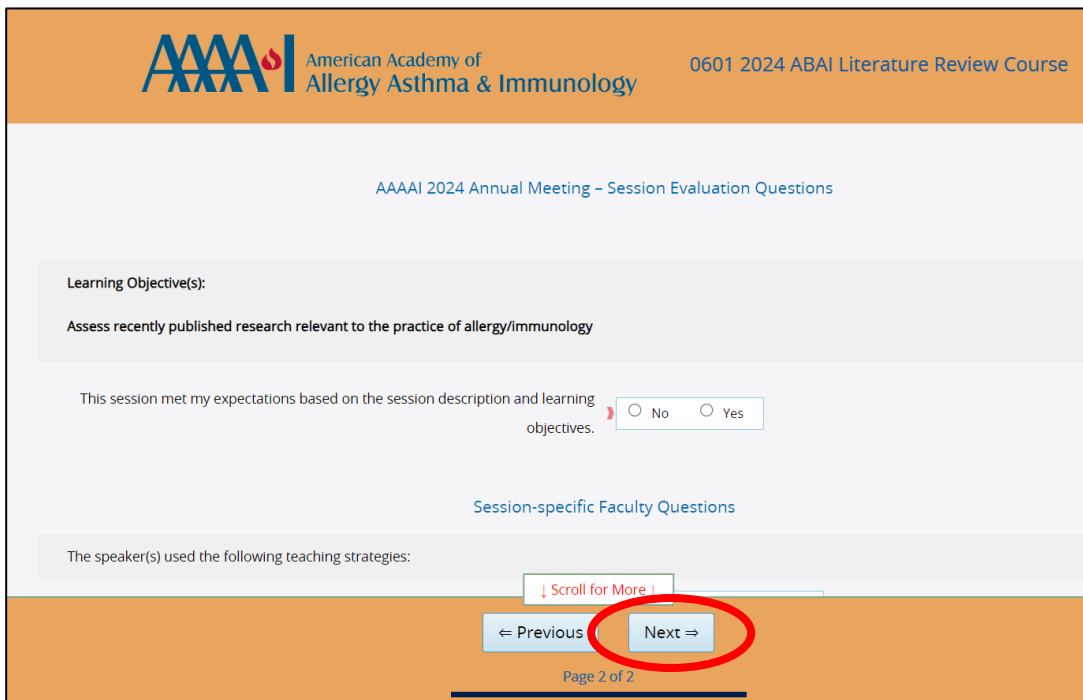 AAAAI American Academy of
Allergy Asthma & Immunology
0601 2024 ABAI Literature Review Course
AAAAI 2024 Annual Meeting – Session Evaluation Questions
Learning Objective(s):
Assess recently published research relevant to the practice of allergy/immunology
This session met my expectations based on the session description and learning
objectives.
No Yes
Session-specific Faculty Questions
The speaker(s) used the following teaching strategies:
↓ Scroll for More ↓
⇐ Previous Next ⇒
Page 2 of 2